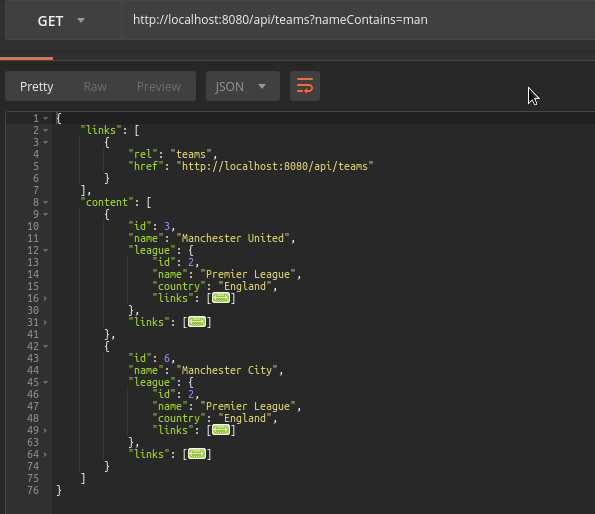 GET http://localhost:8080/api/teams?nameContains=man
Pretty Raw Preview JSON
1 {
2 "links": [
3 {
4 "rel": "teams",
5 "href": "http://localhost:8080/api/teams"
6 }
7 ],
8 "content": [
9 {
10 "id": 3,
11 "name": "Manchester United",
12 "league": {
13 "id": 2,
14 "name": "Premier League",
15 "country": "England",
16 "links": []
30 },
31 "links": []
41 },
42 {
43 "id": 6,
44 "name": "Manchester City",
45 "league": {
46 "id": 2,
47 "name": "Premier League",
48 "country": "England",
49 "links": []
63 },
64 "links": []
74 }
75 ]
76 }